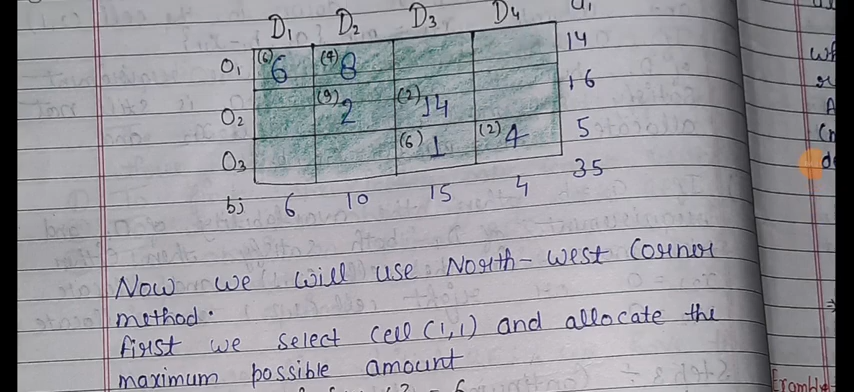 D1 D2 D3 D4
O1 (6) 6 (4) 8 14
O2 (9) 2 (2) 14 16
O3 (6) 1 (2) 4 5
bj 6 10 15 4 35
Now we will use North-west Corner
method.
first we select cell (1,1) and allocate the
maximum possible amount